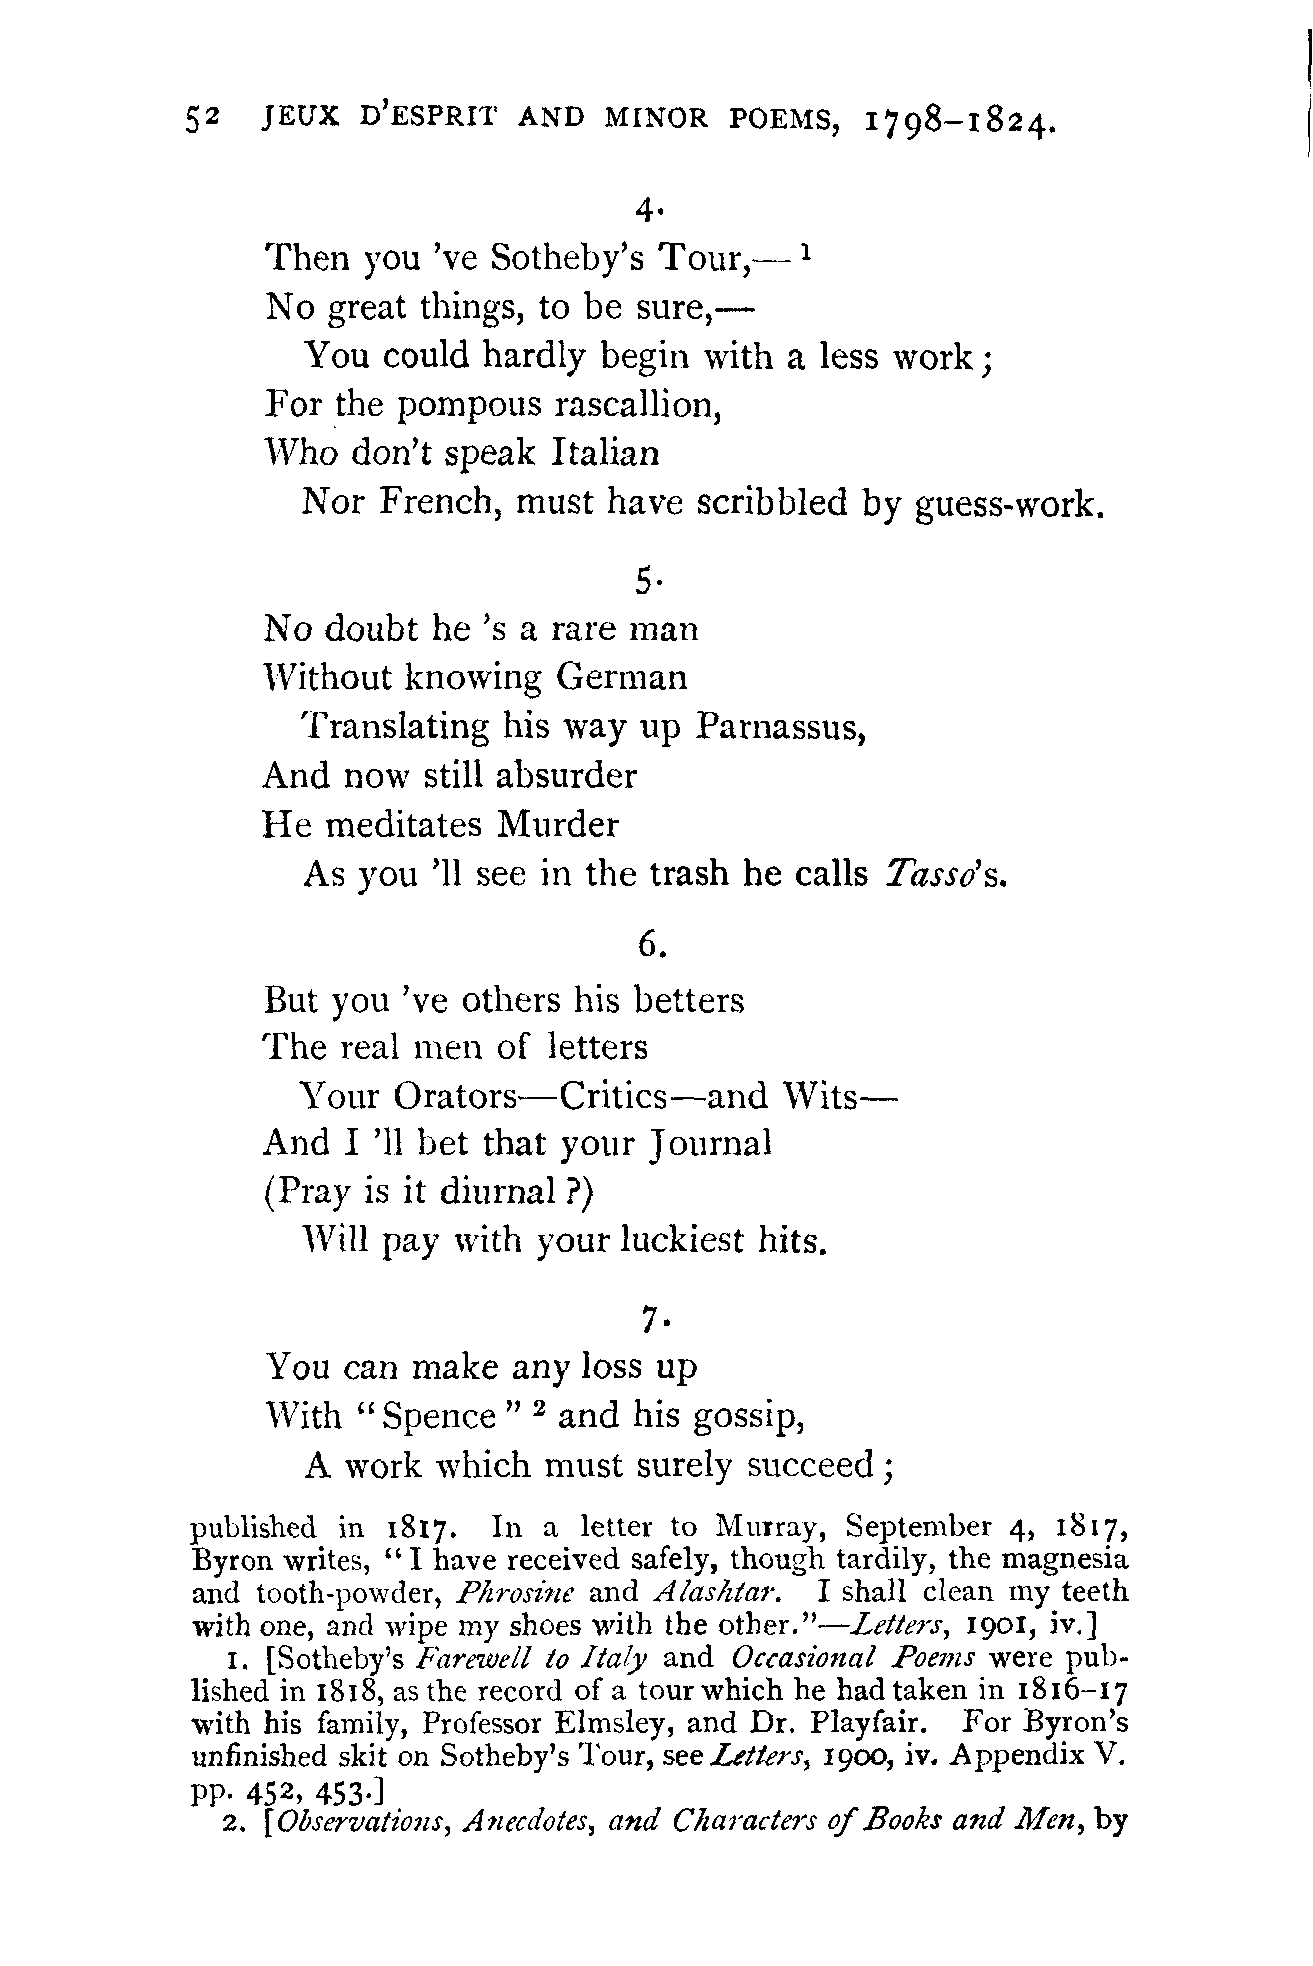 52 JEUX D'ESPRIT AND MINOR POEMS, 1798–1824.
4.
Then you 've Sotheby's Tour,— 1
No great things, to be sure,—
You could hardly begin with a less work;
For the pompous rascallion,
Who don't speak Italian
Nor French, must have scribbled by guess-work.
5.
No doubt he 's a rare man
Without knowing German
Translating his way up Parnassus,
And now still absurder
He meditates Murder
As you 'll see in the trash he calls Tasso's.
6.
But you 've others his betters
The real men of letters
Your Orators—Critics—and Wits—
And I 'll bet that your Journal
(Pray is it diurnal?)
Will pay with your luckiest hits.
7.
You can make any loss up
With "Spence" 2 and his gossip,
A work which must surely succeed;
published in 1817. In a letter to Murray, September 4, 1817,
Byron writes, "I have received safely, though tardily, the magnesia
and tooth-powder, Phrosine and Alashtar. I shall clean my teeth
with one, and wipe my shoes with the other."—Letters, 1901, iv.]
1. [Sotheby's Farewell to Italy and Occasional Poems were pub-
lished in 1818, as the record of a tour which he had taken in 1816–17
with his family, Professor Elmsley, and Dr. Playfair. For Byron's
unfinished skit on Sotheby's Tour, see Letters, 1900, iv. Appendix V.
pp. 452, 453.]
2. [Observations, Anecdotes, and Characters of Books and Men, by